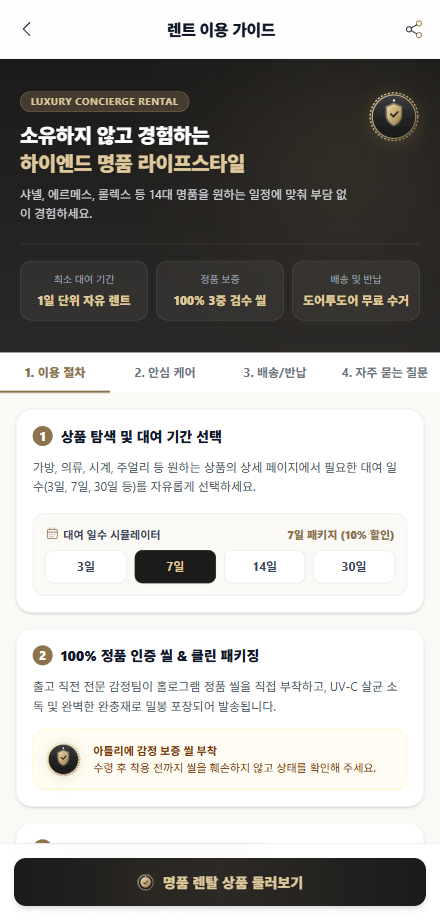 렌트 이용 가이드
LUXURY CONCIERGE RENTAL
소유하지 않고 경험하는
하이엔드 명품 라이프스타일
샤넬, 에르메스, 롤렉스 등 14대 명품을 원하는 일정에 맞춰 부담 없
이 경험하세요.
최소 대여 기간
1일 단위 자유 렌트
정품 보증
100% 3중 검수 씰
배송 및 반납
도어투도어 무료 수거
1. 이용 절차
2. 안심 케어
3. 배송/반납
4. 자주 묻는 질문
1 상품 탐색 및 대여 기간 선택
가방, 의류, 시계, 주얼리 등 원하는 상품의 상세 페이지에서 필요한 대여 일
수(3일, 7일, 30일 등)를 자유롭게 선택하세요.
대여 일수 시뮬레이터
7일 패키지 (10% 할인)
3일
7일
14일
30일
2 100% 정품 인증 씰 & 클린 패키징
출고 직전 전문 감정팀이 홀로그램 정품 씰을 직접 부착하고, UV-C 살균 소
독 및 완벽한 완충재로 밀봉 포장되어 발송됩니다.
아틀리에 감정 보증 씰 부착
수령 후 착용 전까지 씰을 훼손하지 않고 상태를 확인해 주세요.
명품 렌탈 상품 둘러보기